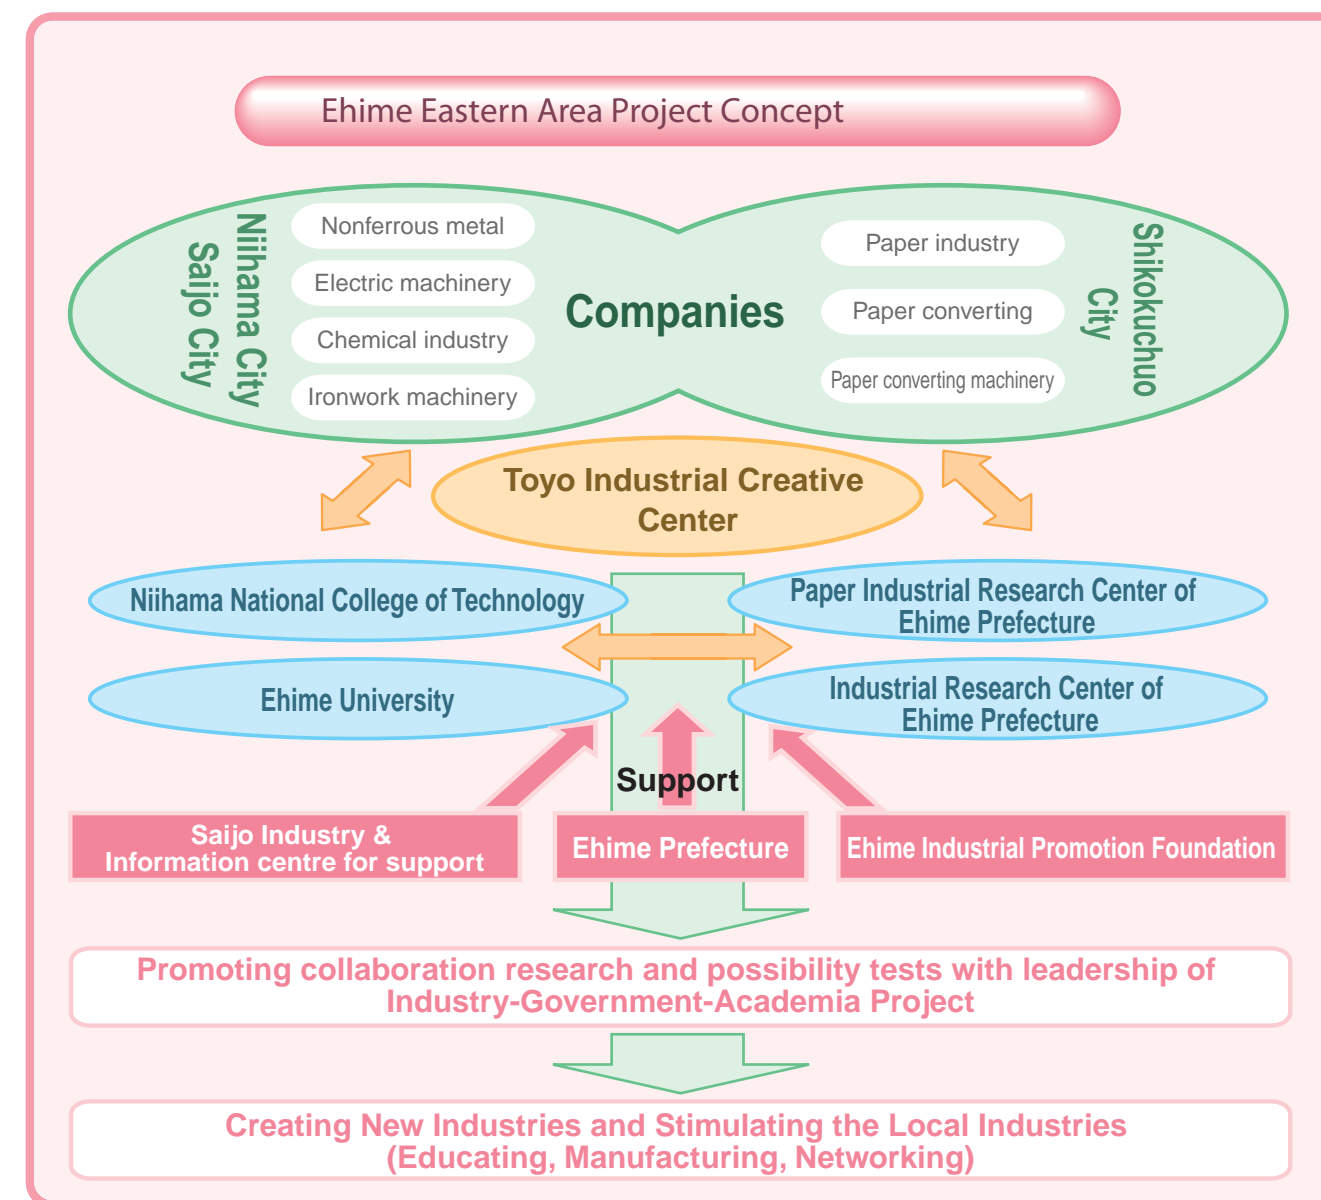 Ehime Eastern Area Project Concept
Niihama City
Saijo City
Nonferrous metal
Electric machinery
Chemical industry
Ironwork machinery
Companies
Paper industry
Paper converting
Paper converting machinery
Shikokuchuo
City
Toyo Industrial Creative
Center
Niihama National College of Technology
Paper Industrial Research Center of
Ehime Prefecture
Ehime University
Industrial Research Center of
Ehime Prefecture
Support
Saijo Industry &
Information centre for support
Ehime Prefecture
Ehime Industrial Promotion Foundation
Promoting collaboration research and possibility tests with leadership of
Industry-Government-Academia Project
Creating New Industries and Stimulating the Local Industries
(Educating, Manufacturing, Networking)